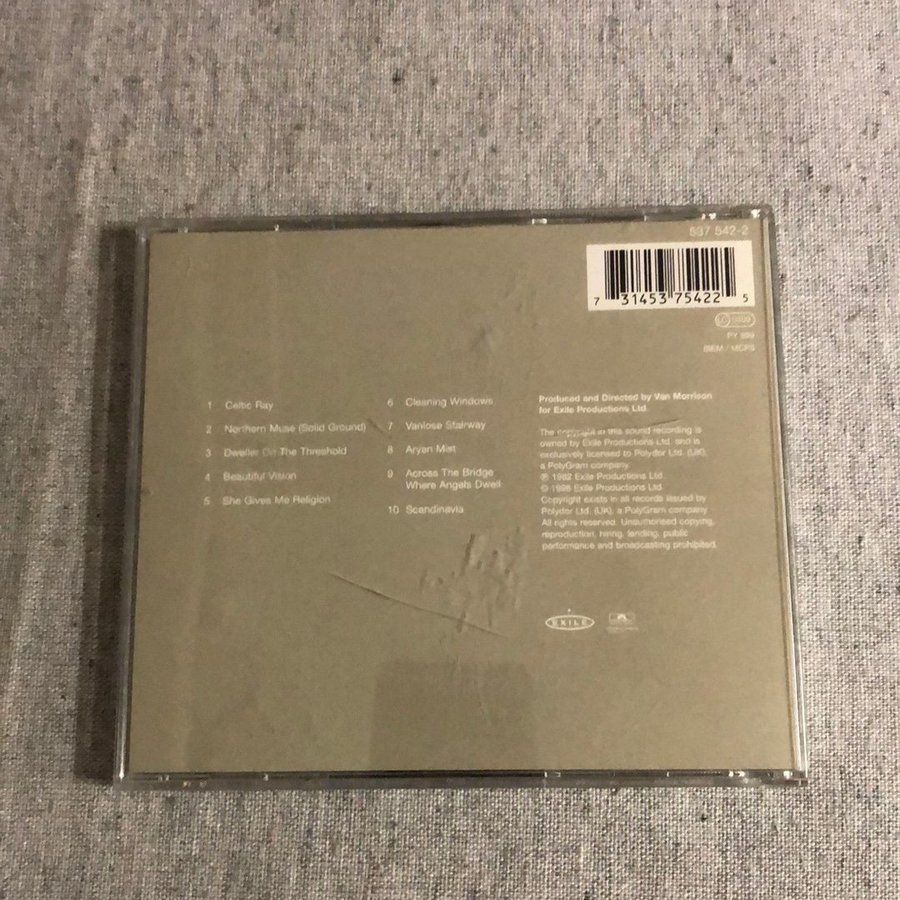 537 542-2
7 31453 75422 5
LC
PY 899
BIEM / MCPS
1 Celtic Ray
2 Northern Muse (Solid Ground)
3 Dweller On The Threshold
4 Beautiful Vision
5 She Gives Me Religion
6 Cleaning Windows
7 Vanlose Stairway
8 Aryan Mist
9 Across The Bridge
Where Angels Dwell
10 Scandinavia
Produced and Directed by Van Morrison
for Exile Productions Ltd.
The copyright in this sound recording is
owned by Exile Productions Ltd. and is
exclusively licensed to Polydor Ltd. (UK),
a PolyGram company.
℗ 1982 Exile Productions Ltd.
© 1998 Exile Productions Ltd.
Copyright exists in all records issued by
Polydor Ltd. (UK), a PolyGram company.
All rights reserved. Unauthorised copying,
reproduction, hiring, lending, public
performance and broadcasting prohibited.
EXILE